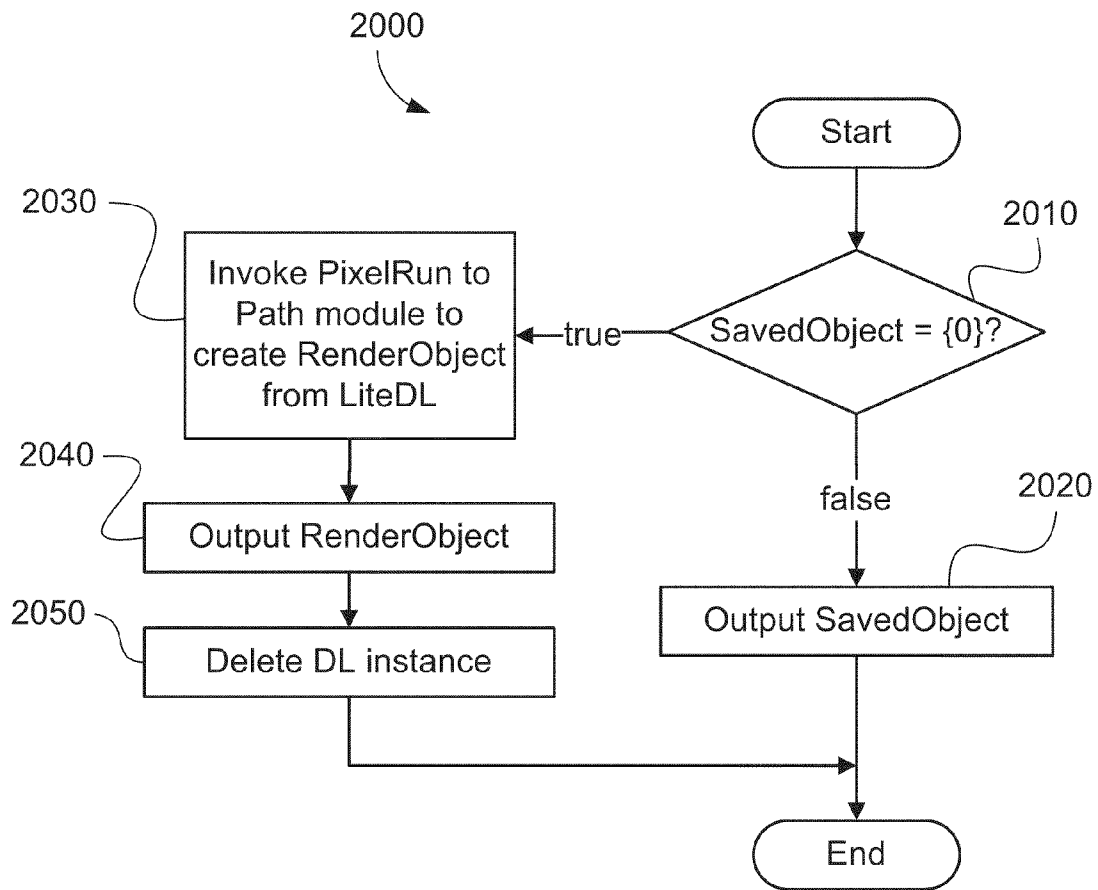 2000
Start
2010
SavedObject = {0}?
true
2030
Invoke PixelRun to
Path module to
create RenderObject
from LiteDL
2040
Output RenderObject
2050
Delete DL instance
false
2020
Output SavedObject
End